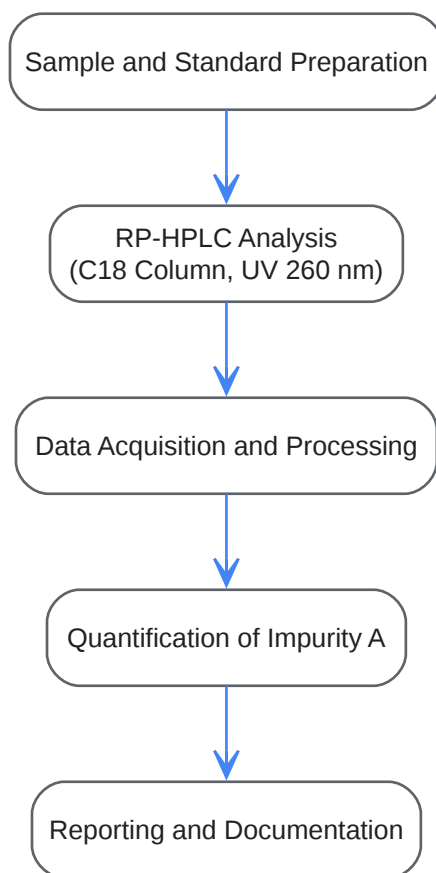 Sample and Standard Preparation
RP-HPLC Analysis
(C18 Column, UV 260 nm)
Data Acquisition and Processing
Quantification of Impurity A
Reporting and Documentation